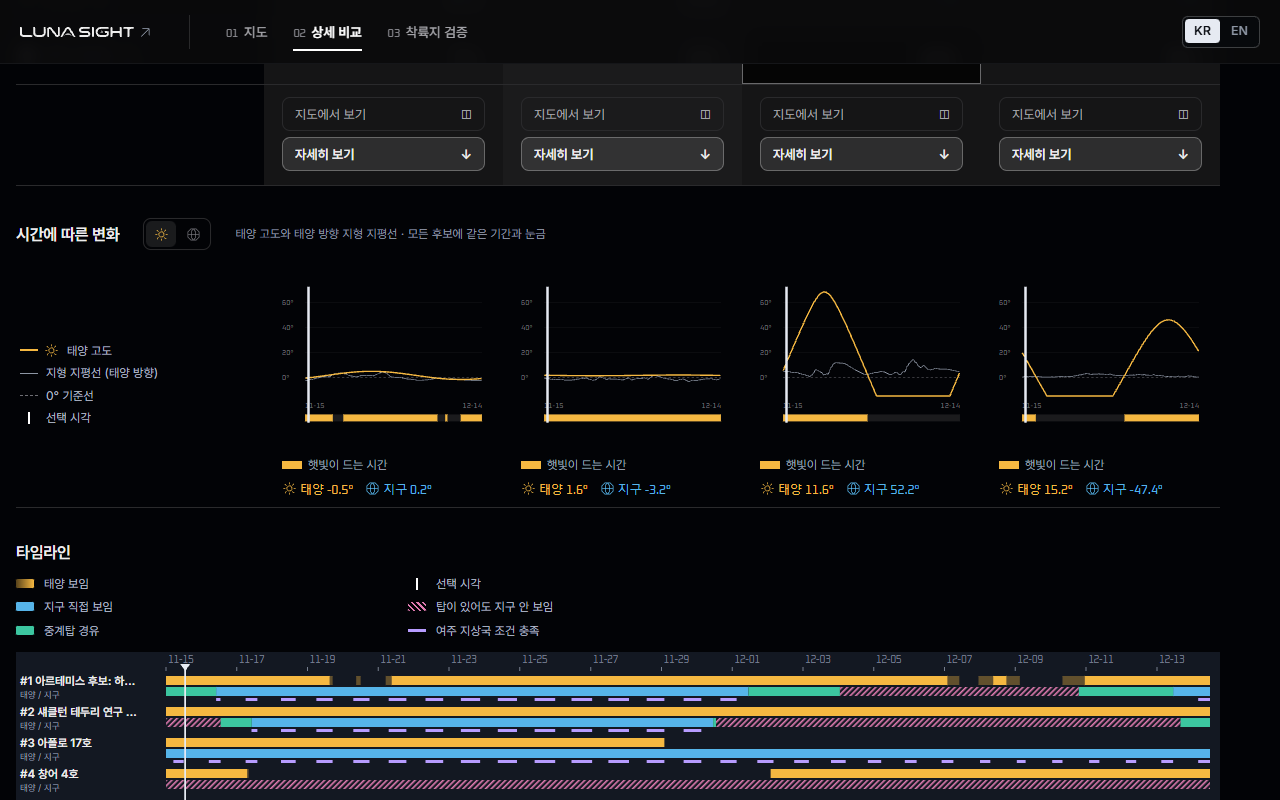 LUNA SIGHT
01 지도
02 상세 비교
03 착륙지 검증
KR EN
지도에서 보기 지도에서 보기 지도에서 보기 지도에서 보기
자세히 보기 자세히 보기 자세히 보기 자세히 보기
시간에 따른 변화
태양 고도와 태양 방향 지형 지평선 · 모든 후보에 같은 기간과 눈금
태양 고도
지형 지평선 (태양 방향)
0° 기준선
선택 시각
60° 60° 60° 60°
40° 40° 40° 40°
20° 20° 20° 20°
0° 0° 0° 0°
11-15 12-14 11-15 12-14 11-15 12-14 11-15 12-14
햇빛이 드는 시간 햇빛이 드는 시간 햇빛이 드는 시간 햇빛이 드는 시간
태양 -0.5° 지구 0.2° 태양 1.6° 지구 -3.2° 태양 11.6° 지구 52.2° 태양 15.2° 지구 -47.4°
타임라인
태양 보임 선택 시각
지구 직접 보임 탑이 있어도 지구 안 보임
중계탑 경유 여주 지상국 조건 충족
11-15 11-17 11-19 11-21 11-23 11-25 11-27 11-29 12-01 12-03 12-05 12-07 12-09 12-11 12-13
#1 아르테미스 후보: 하...
태양 / 지구
#2 섀클턴 테두리 연구 ...
태양 / 지구
#3 아폴로 17호
태양 / 지구
#4 창어 4호
태양 / 지구